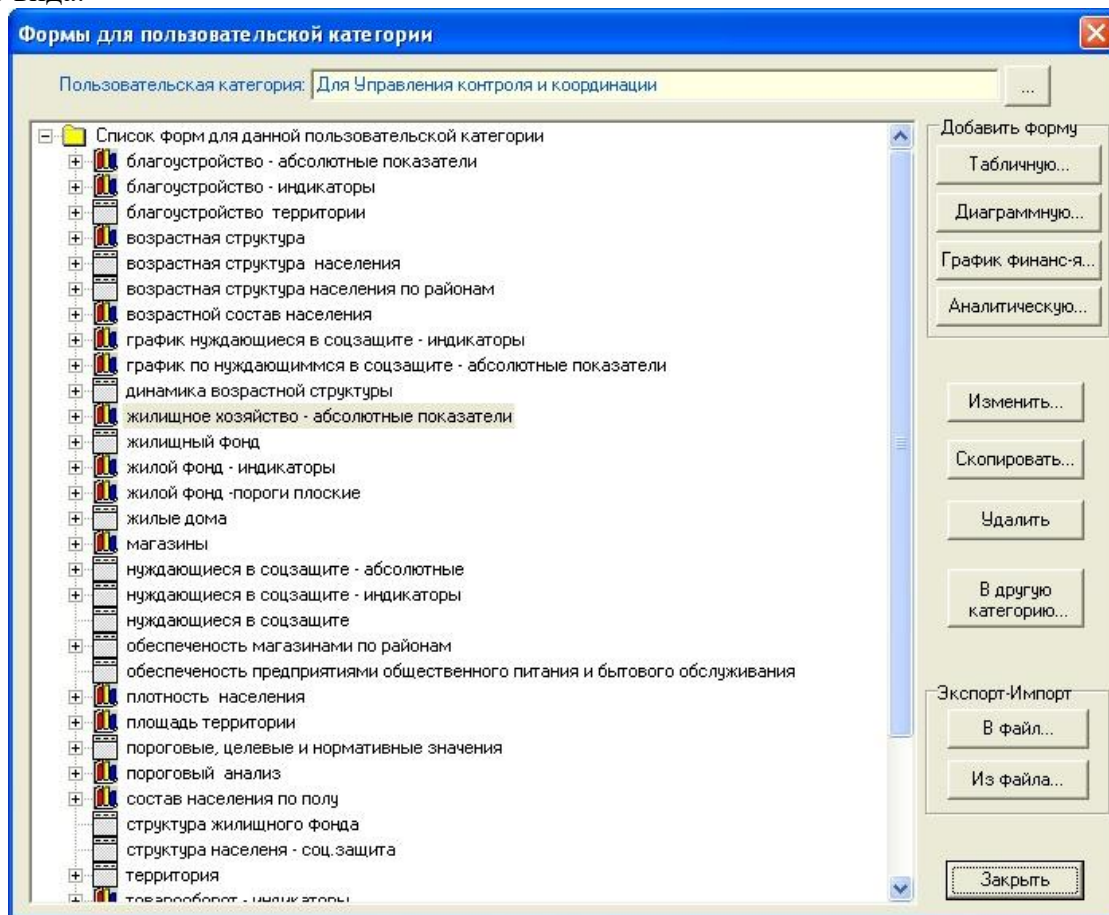 вида.
Формы для пользовательской категории
Пользовательская категория: Для Управления контроля и координации ...
Список форм для данной пользовательской категории
благоустройство - абсолютные показатели
благоустройство - индикаторы
благоустройство территории
возрастная структура
возрастная структура населения
возрастная структура населения по районам
возрастной состав населения
график нуждающиеся в соцзащите - индикаторы
график по нуждающиммся в соцзащите - абсолютные показатели
динамика возрастной структуры
жилищное хозяйство - абсолютные показатели
жилищный фонд
жилой фонд - индикаторы
жилой фонд -пороги плоские
жилые дома
магазины
нуждающиеся в соцзащите - абсолютные
нуждающиеся в соцзащите - индикаторы
нуждающиеся в соцзащите
обеспеченость магазинами по районам
обеспеченость предприятиями общественного питания и бытового обслуживания
плотность населения
площадь территории
пороговые, целевые и нормативные значения
пороговый анализ
состав населения по полу
структура жилищного фонда
структура населеня - соц.защита
территория
товарооборот - индикаторы
Добавить форму
Табличную...
Диаграммную...
График финанс-я...
Аналитическую...
Изменить...
Скопировать...
Удалить
В другую
категорию...
Экспорт-Импорт
В файл...
Из файла...
Закрыть